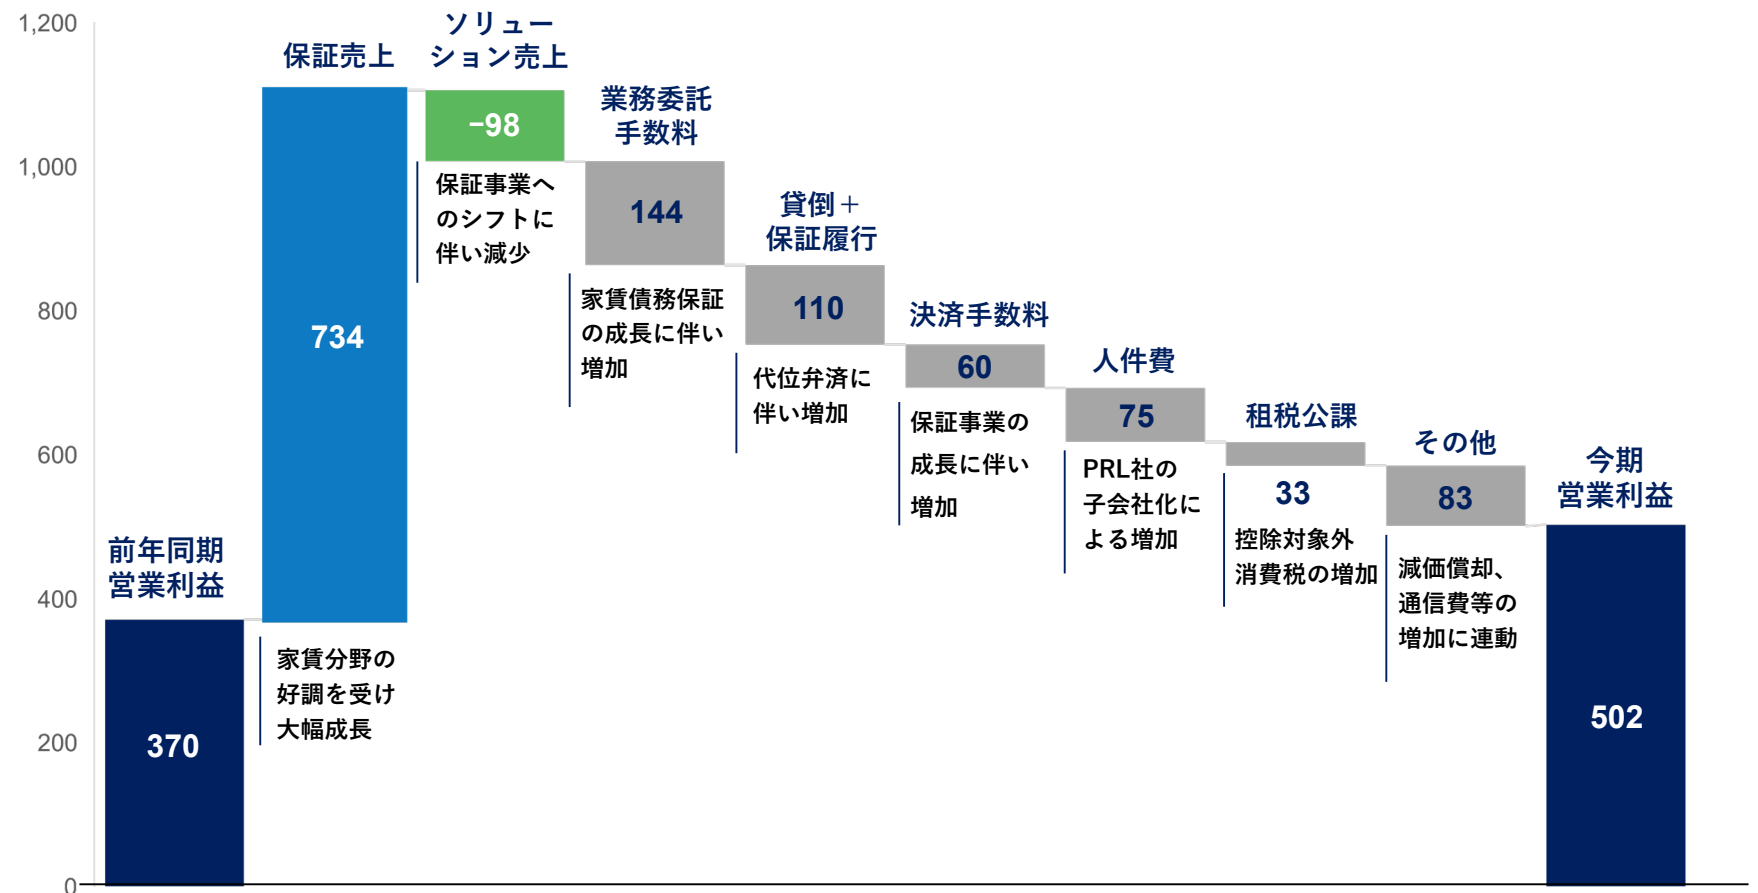 1,200
1,000
800
600
400
200
0
前年同期
営業利益
370
保証売上
734
家賃分野の
好調を受け
大幅成長
ソリュー
ション売上
−98
保証事業へ
のシフトに
伴い減少
業務委託
手数料
144
家賃債務保証
の成長に伴い
増加
貸倒＋
保証履行
110
代位弁済に
伴い増加
決済手数料
60
保証事業の
成長に伴い
増加
人件費
75
PRL社の
子会社化に
よる増加
租税公課
33
控除対象外
消費税の増加
その他
83
減価償却、
通信費等の
増加に連動
今期
営業利益
502